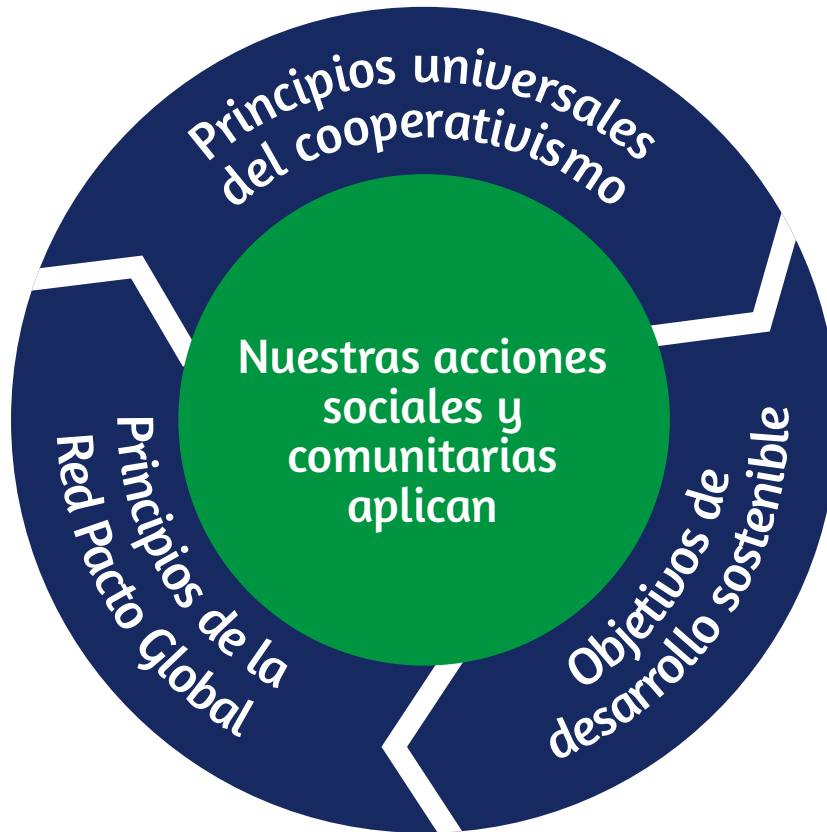 Principios universales
del cooperativismo
Nuestras acciones
sociales y
comunitarias
aplican
Objetivos de
desarrollo sostenible
Principios de la
Red Pacto Global